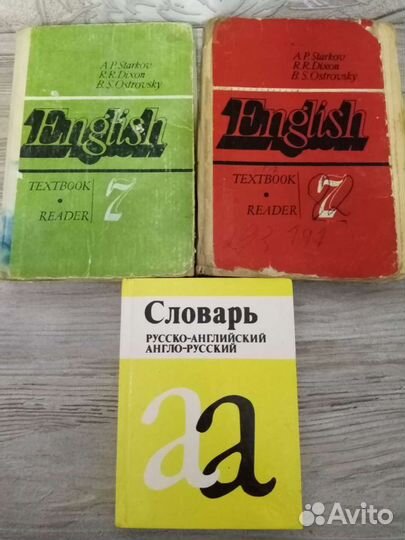 A.P. Starkov
R.R. Dixon
B.S. Ostrovsky
English
TEXTBOOK
READER
7
A.P. Starkov
R.R. Dixon
B.S. Ostrovsky
English
TEXTBOOK
READER
7
Словарь
РУССКО-АНГЛИЙСКИЙ
АНГЛО-РУССКИЙ
а
а
Avito